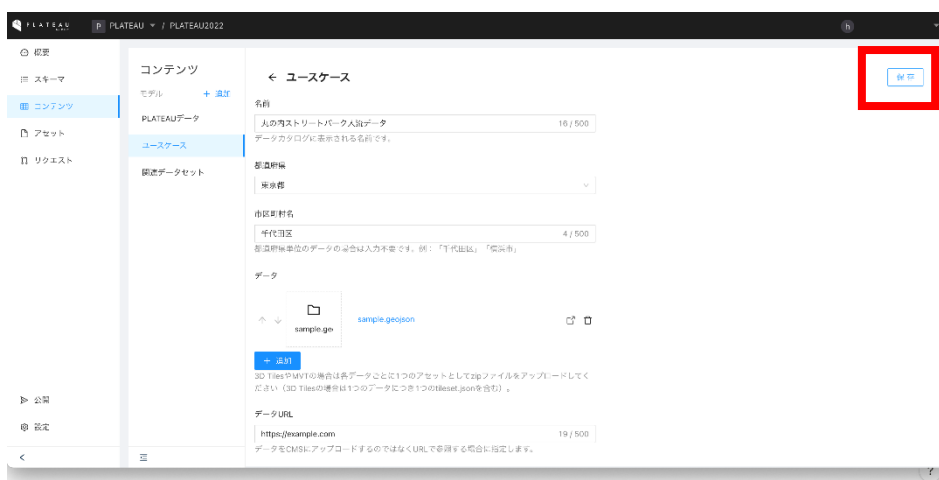 PLATEAU
P PLATEAU / PLATEAU2022
h
概要
スキーマ
コンテンツ
アセット
リクエスト
公開
設定
コンテンツ
モデル
+ 追加
PLATEAUデータ
ユースケース
関連データセット
← ユースケース
保存
名前
丸の内ストリートパーク人流データ
16 / 500
データカタログに表示される名前です。
都道府県
東京都
市区町村名
千代田区
4 / 500
都道府県単位のデータの場合は入力不要です。例：「千代田区」「横浜市」
データ
sample.ge
sample.geojson
+ 追加
3D TilesやMVTの場合は各データごとに1つのアセットとしてzipファイルをアップロードしてく
ださい（3D Tilesの場合は1つのデータにつき1つのtileset.jsonを含む）。
データURL
https://example.com
19 / 500
データをCMSにアップロードするのではなくURLで参照する場合に指定します。
?